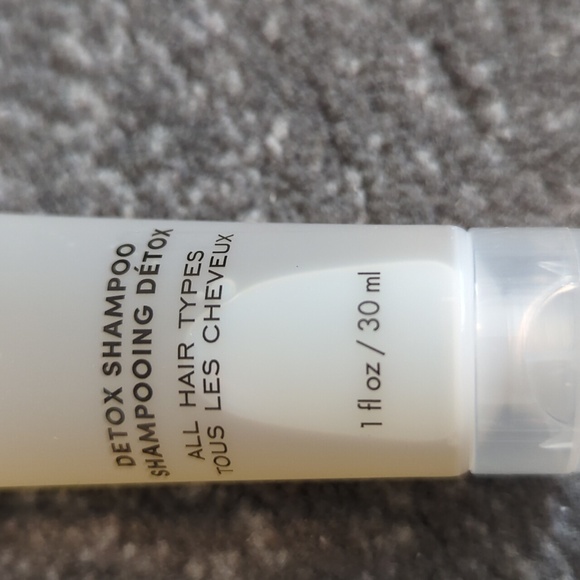 DETOX SHAMPOO
SHAMPOOING DÉTOX
ALL HAIR TYPES
TOUS LES CHEVEUX
1 fl oz / 30 ml